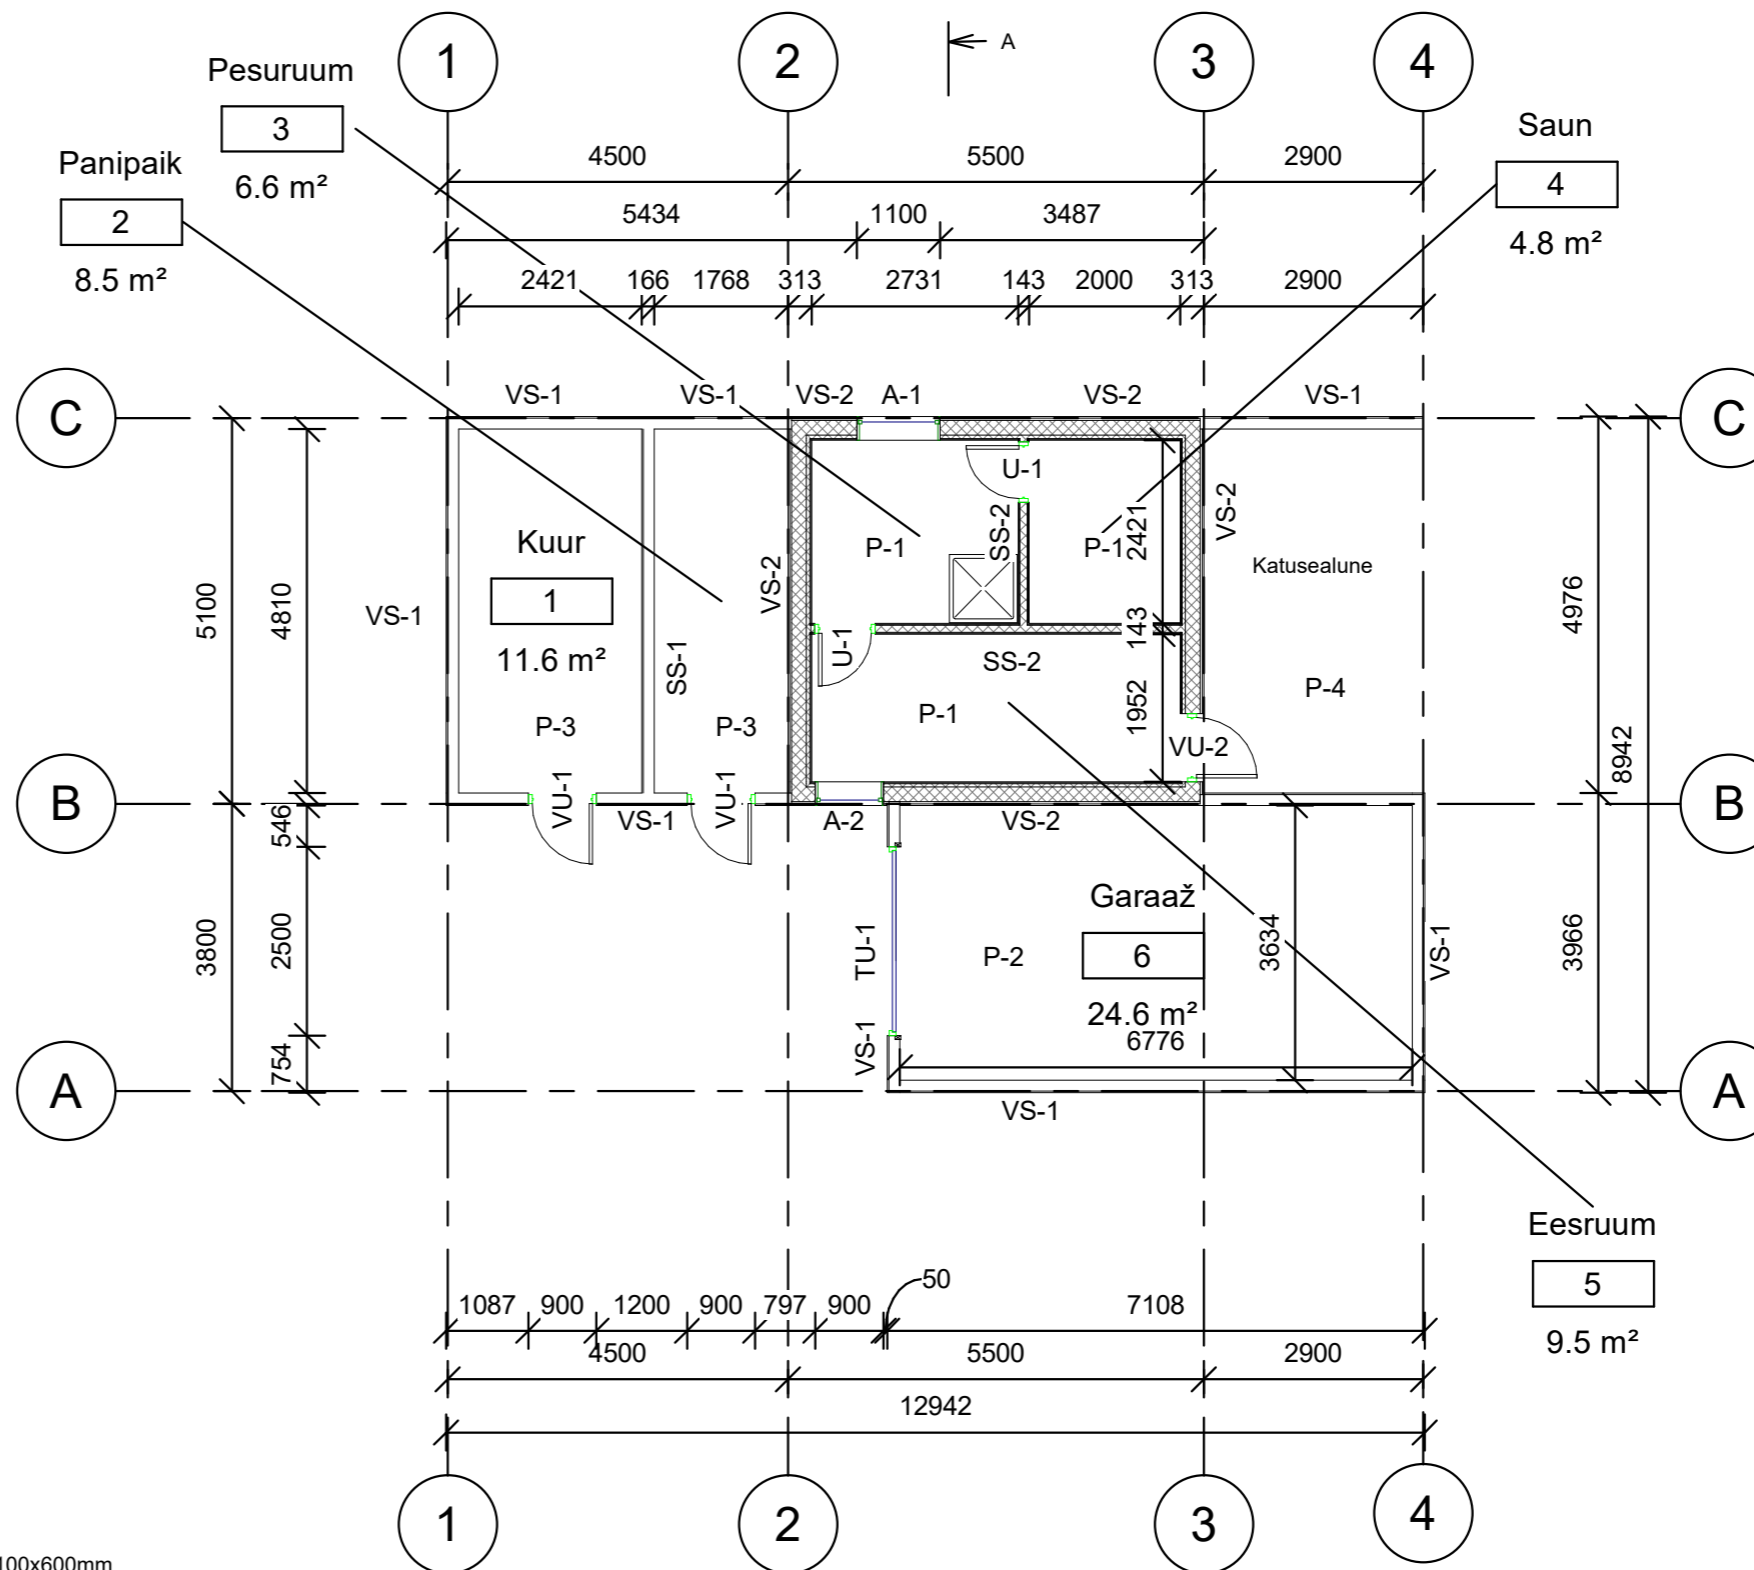 1
2
3
4
A
Pesuruum
3
6.6 m²
Panipaik
2
8.5 m²
Saun
4
4.8 m²
4500
5500
2900
5434
1100
3487
2421
166
1768
313
2731
143
2000
313
2900
C
VS-1
VS-1
VS-2
A-1
VS-2
VS-1
C
5100
4810
VS-1
Kuur
1
11.6 m²
P-3
SS-1
P-3
VS-2
P-1
U-1
SS-2
P-1
2421
VS-2
Katusealune
4976
8942
U-1
SS-2
143
P-1
1952
VU-2
P-4
B
VU-1
VS-1
VU-1
A-2
VS-2
B
546
2500
3800
754
TU-1
VS-1
P-2
Garaaž
6
24.6 m²
6776
3634
VS-1
3966
A
VS-1
A
Eesruum
5
9.5 m²
50
1087
900
1200
900
797
900
7108
4500
5500
2900
12942
1
2
3
4
100x600mm